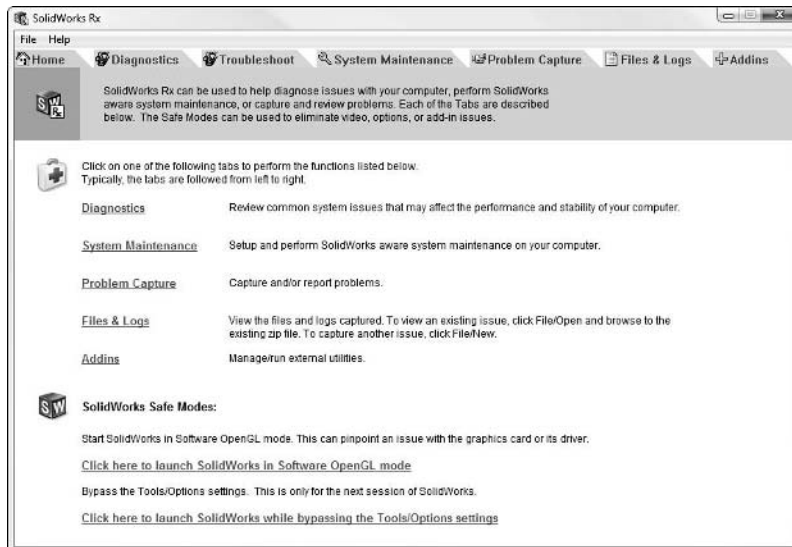 SolidWorks Rx
File Help
Home Diagnostics Troubleshoot System Maintenance Problem Capture Files & Logs Addins
SolidWorks Rx can be used to help diagnose issues with your computer, perform SolidWorks
aware system maintenance, or capture and review problems. Each of the Tabs are described
below. The Safe Modes can be used to eliminate video, options, or add-in issues.
SW Rx
Click on one of the following tabs to perform the functions listed below.
Typically, the tabs are followed from left to right.
Diagnostics Review common system issues that may affect the performance and stability of your computer.
System Maintenance Setup and perform SolidWorks aware system maintenance on your computer.
Problem Capture Capture and/or report problems.
Files & Logs View the files and logs captured. To view an existing issue, click File/Open and browse to the
existing zip file. To capture another issue, click File/New.
Addins Manage/run external utilities.
SW SolidWorks Safe Modes:
Start SolidWorks in Software OpenGL mode. This can pinpoint an issue with the graphics card or its driver.
Click here to launch SolidWorks in Software OpenGL mode
Bypass the Tools/Options settings. This is only for the next session of SolidWorks.
Click here to launch SolidWorks while bypassing the Tools/Options settings